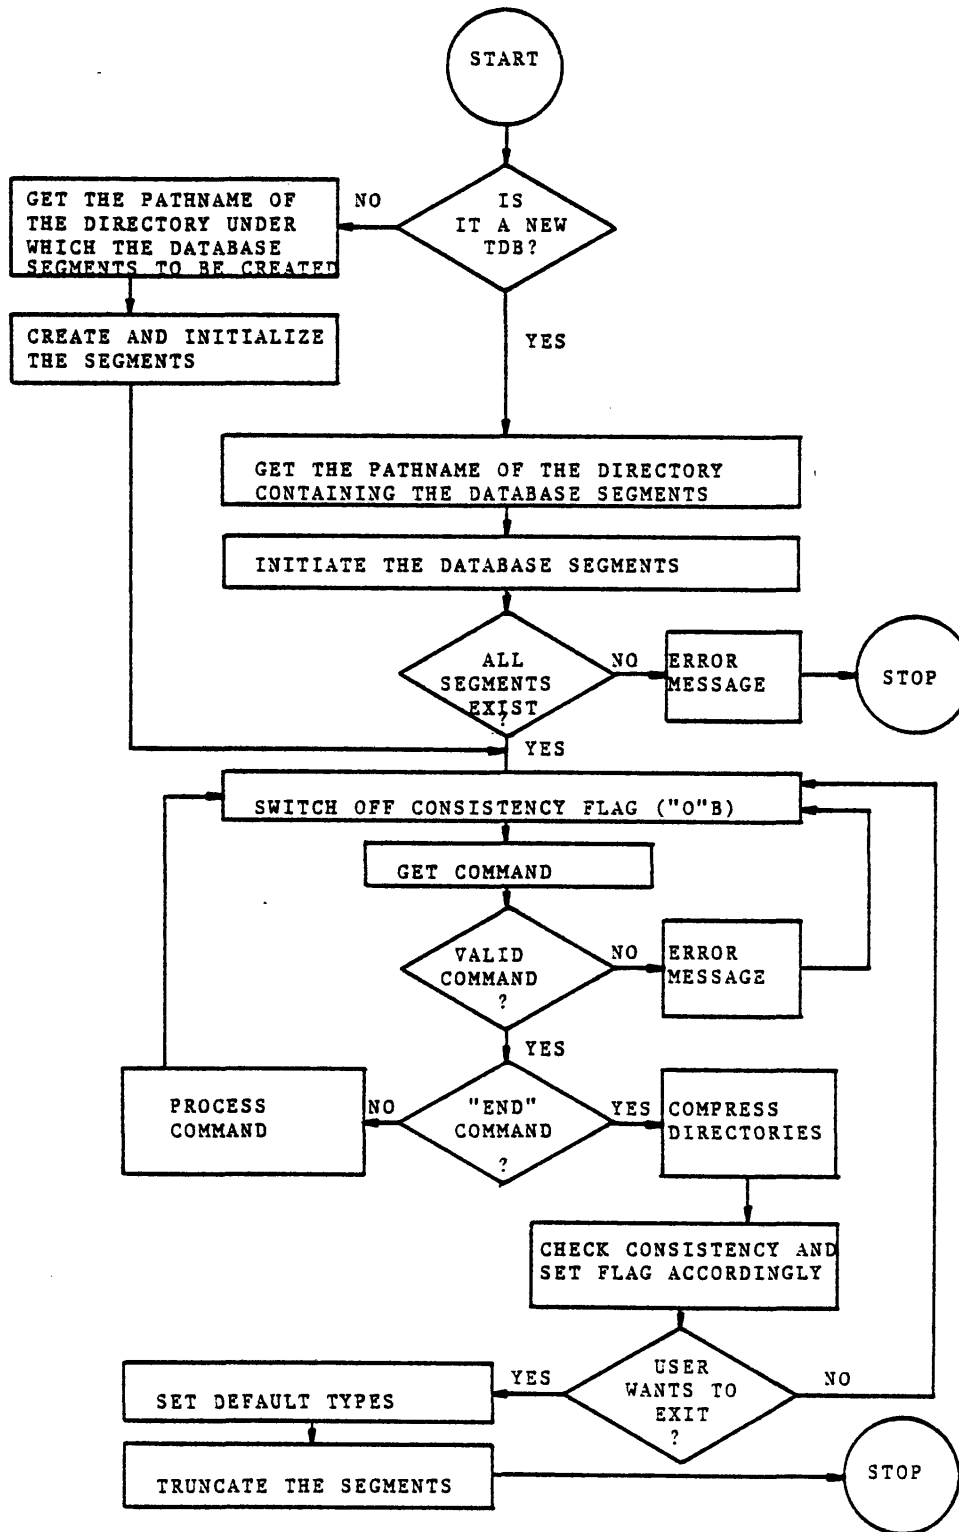 START
IS
IT A NEW
TDB?
NO
GET THE PATHNAME OF
THE DIRECTORY UNDER
WHICH THE DATABASE
SEGMENTS TO BE CREATED
CREATE AND INITIALIZE
THE SEGMENTS
YES
GET THE PATHNAME OF THE DIRECTORY
CONTAINING THE DATABASE SEGMENTS
INITIATE THE DATABASE SEGMENTS
ALL
SEGMENTS
EXIST
?
NO
ERROR
MESSAGE
STOP
YES
SWITCH OFF CONSISTENCY FLAG ("O"B)
GET COMMAND
VALID
COMMAND
?
NO
ERROR
MESSAGE
YES
"END"
COMMAND
?
NO
PROCESS
COMMAND
YES
COMPRESS
DIRECTORIES
CHECK CONSISTENCY AND
SET FLAG ACCORDINGLY
USER
WANTS TO
EXIT
?
YES
NO
SET DEFAULT TYPES
TRUNCATE THE SEGMENTS
STOP